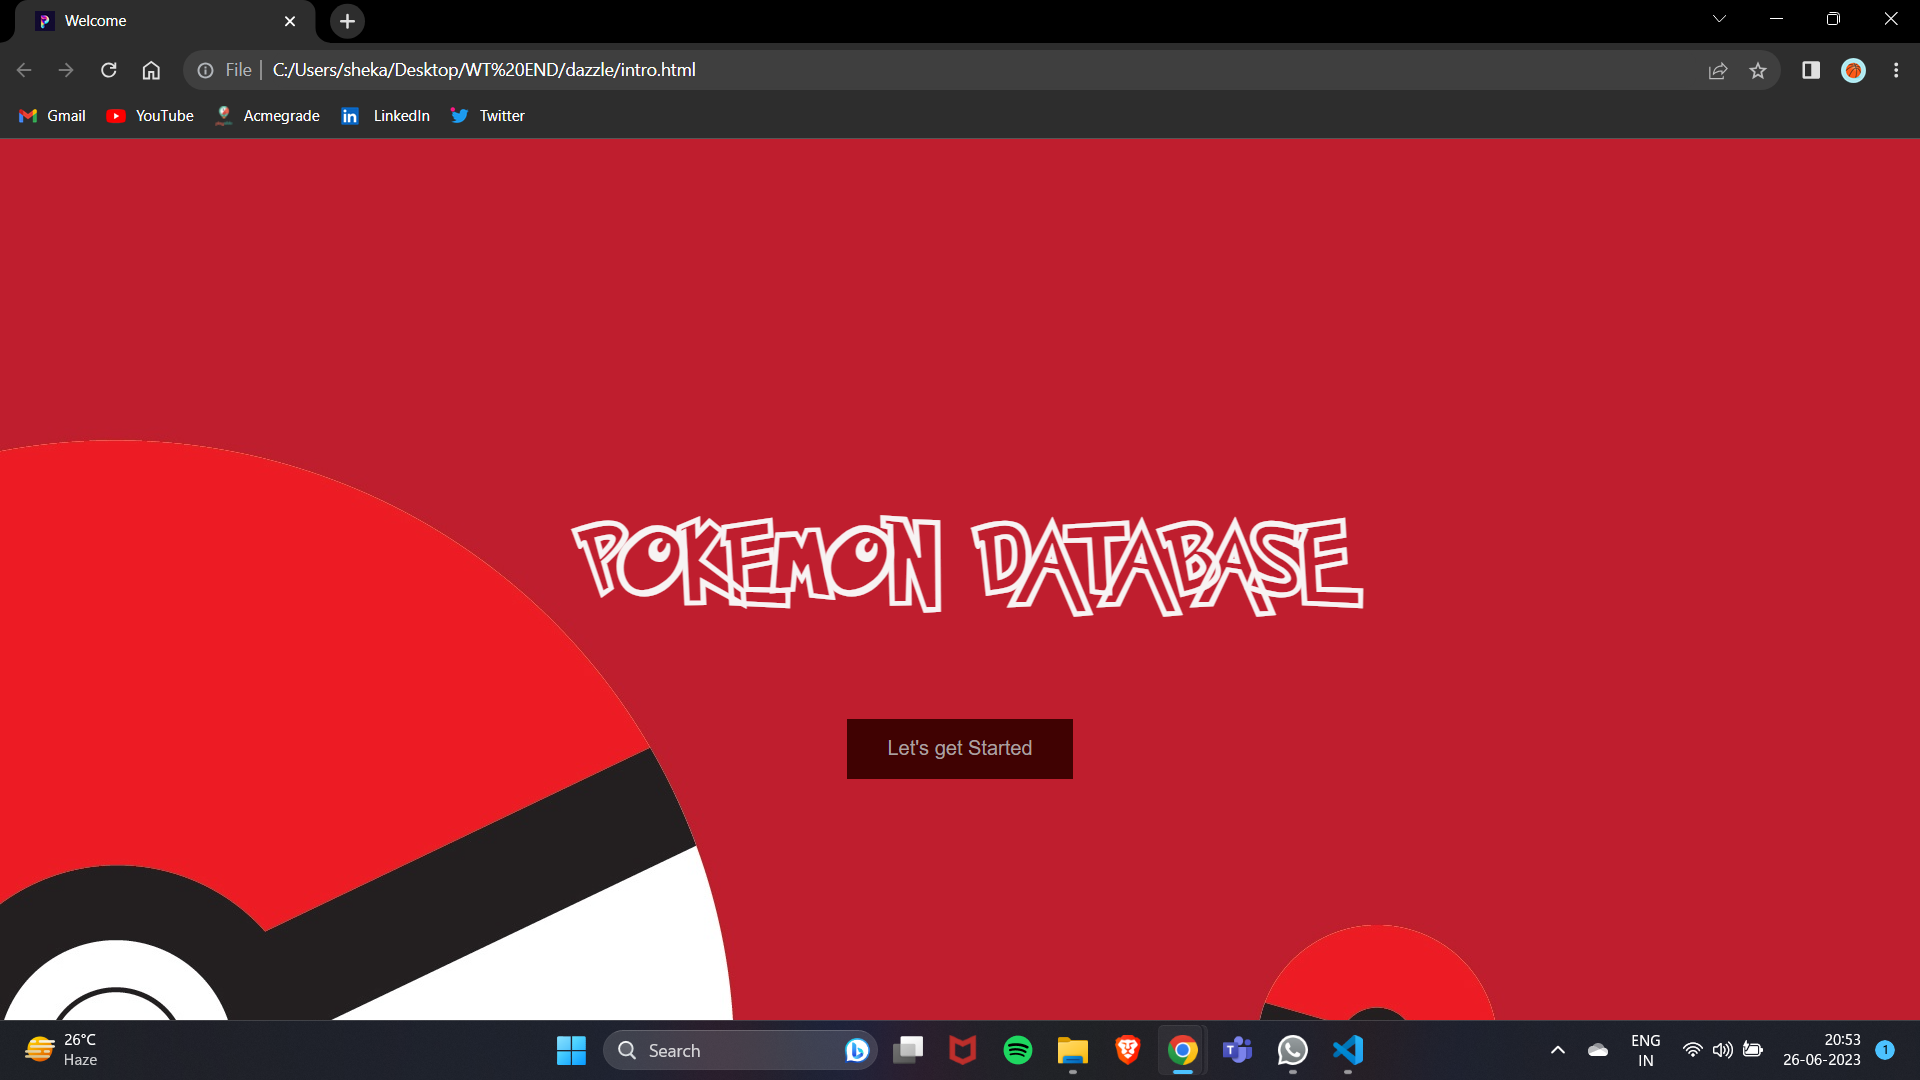 Welcome
File
C:/Users/sheka/Desktop/WT%20END/dazzle/intro.html
Gmail YouTube Acmegrade LinkedIn Twitter
POKEMON DATABASE
Let's get Started
26°C
Haze
Search
ENG
IN
20:53
26-06-2023
1